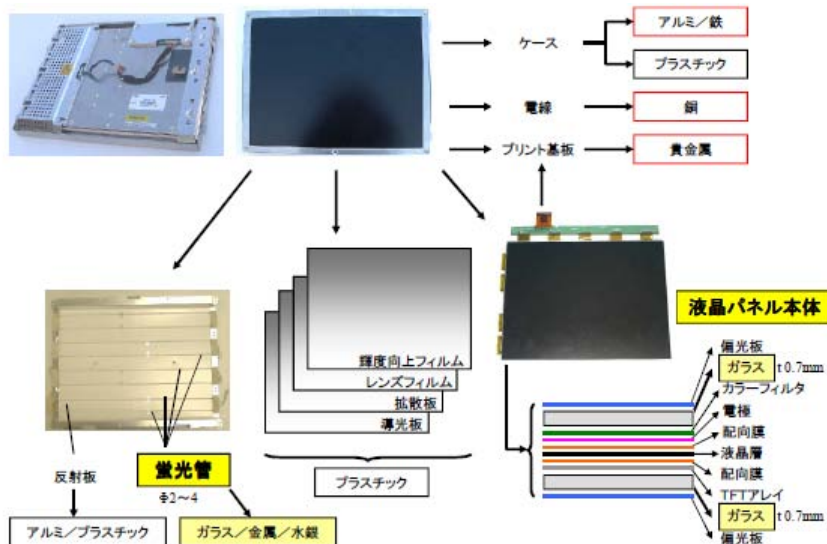 ケース
アルミ／鉄
プラスチック
電線
銅
プリント基板
貴金属
液晶パネル本体
輝度向上フィルム
レンズフィルム
拡散板
導光板
プラスチック
反射板
蛍光管
Φ2～4
アルミ／プラスチック
ガラス／金属／水銀
偏光板
ガラス t 0.7mm
カラーフィルタ
電極
配向膜
液晶層
配向膜
TFTアレイ
ガラス t 0.7mm
偏光板